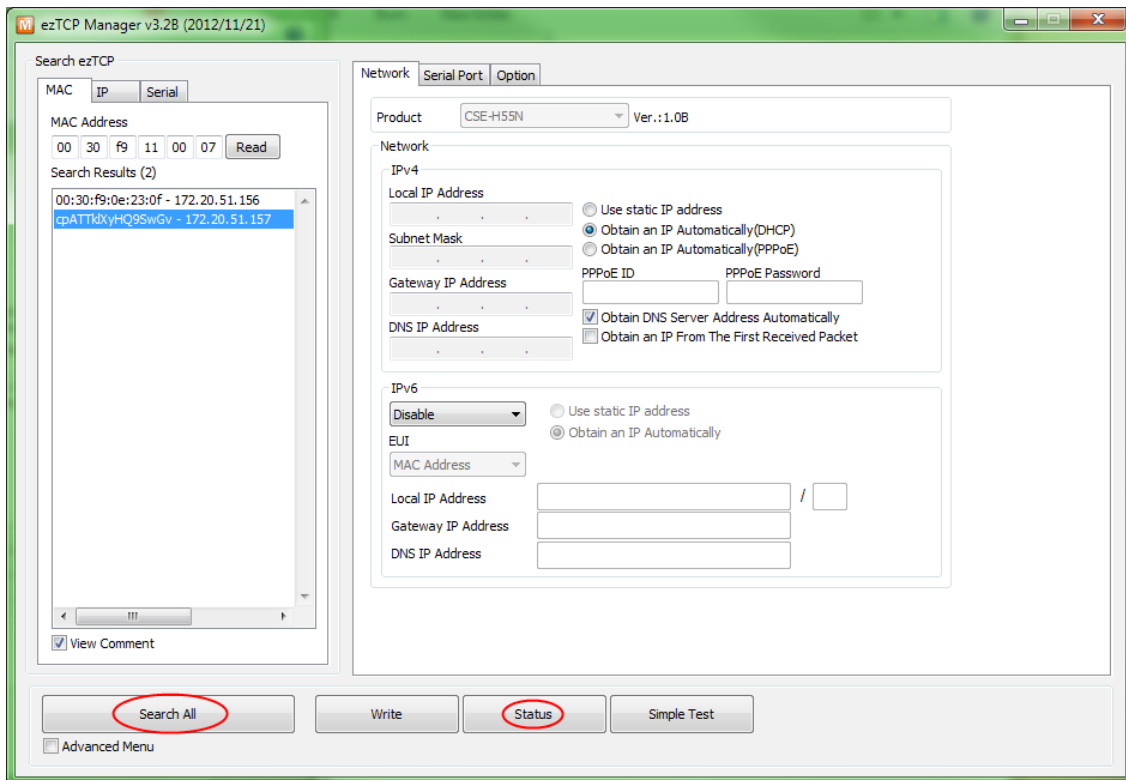 ezTCP Manager v3.2B (2012/11/21)
Search ezTCP
MAC IP Serial
MAC Address
00 30 f9 11 00 07 Read
Search Results (2)
00:30:f9:0e:23:0f - 172.20.51.156
cpATTklXyHQ9SwGv - 172.20.51.157
View Comment
Network Serial Port Option
Product CSE-H55N Ver.:1.0B
Network
IPv4
Local IP Address
Use static IP address
Obtain an IP Automatically(DHCP)
Subnet Mask
Obtain an IP Automatically(PPPoE)
PPPoE ID PPPoE Password
Gateway IP Address
Obtain DNS Server Address Automatically
DNS IP Address
Obtain an IP From The First Received Packet
IPv6
Disable
Use static IP address
Obtain an IP Automatically
EUI
MAC Address
Local IP Address /
Gateway IP Address
DNS IP Address
Search All Write Status Simple Test
Advanced Menu